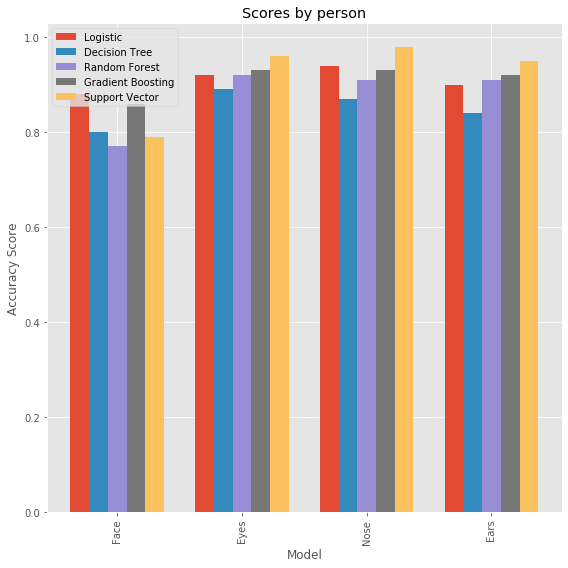 Scores by person
Logistic
Decision Tree
Random Forest
Gradient Boosting
Support Vector
1.0
0.8
0.6
0.4
0.2
0.0
Accuracy Score
Face
Eyes
Nose
Ears
Model